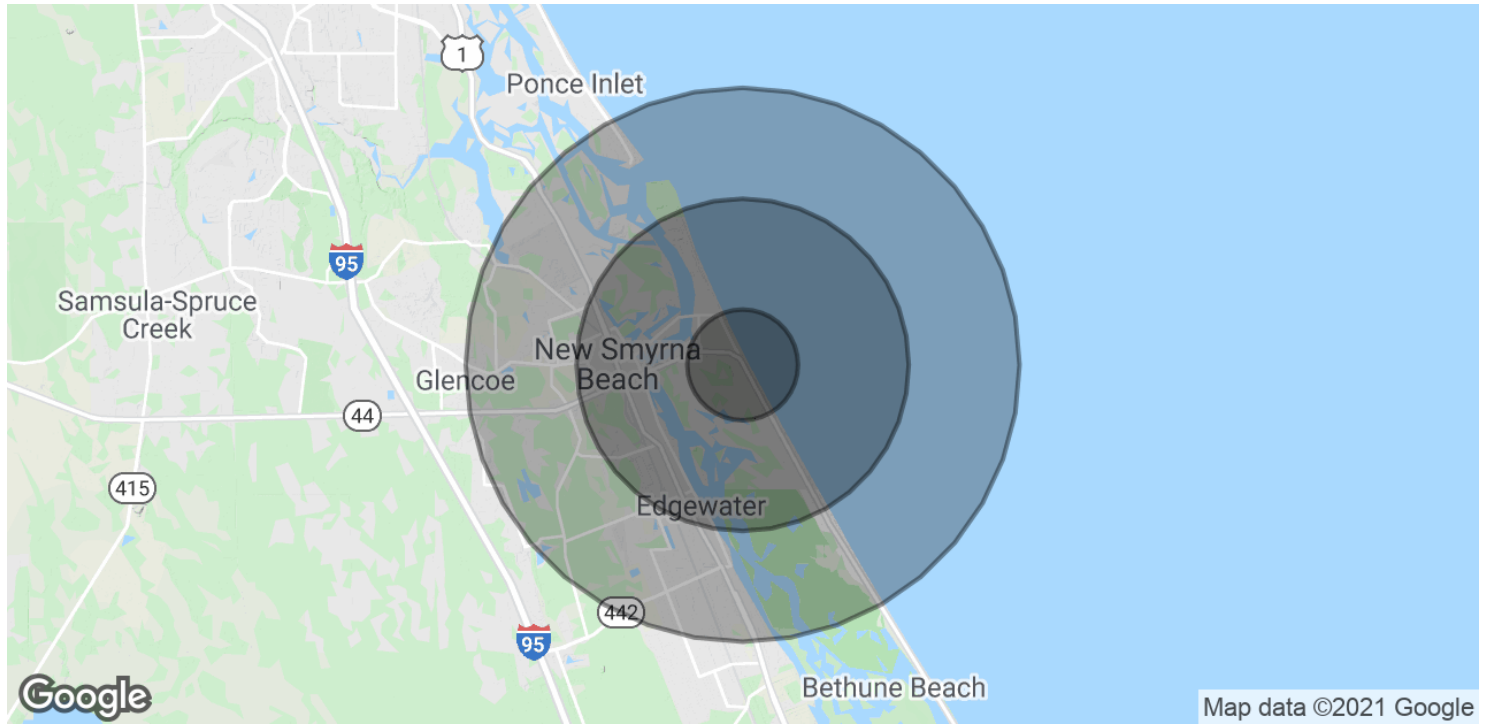 1
Ponce Inlet
95
Samsula-Spruce
Creek
New Smyrna
Beach
Glencoe
44
415
Edgewater
442
95
Bethune Beach
Google
Map data ©2021 Google